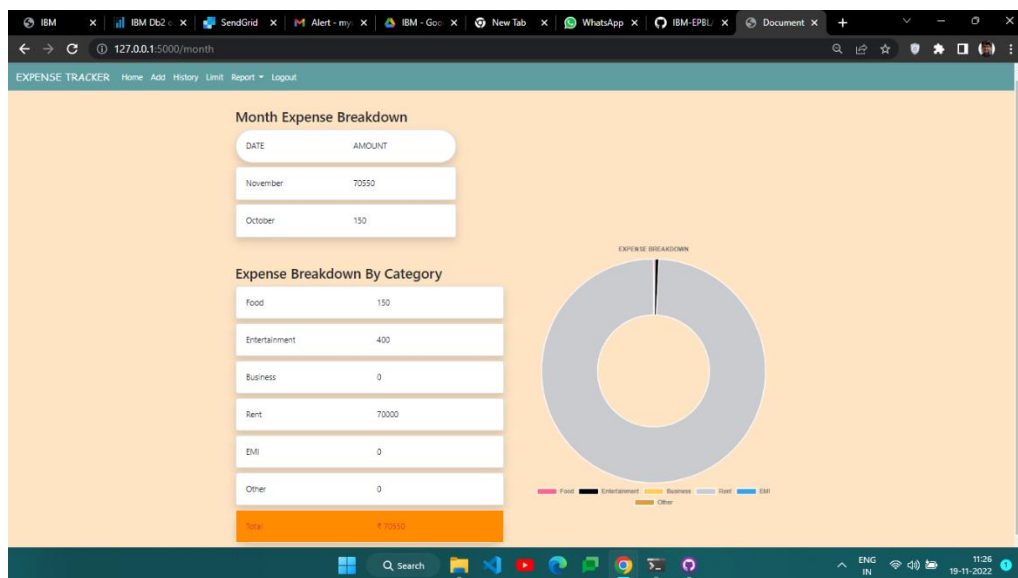 IBM
IBM Db2
SendGrid
Alert - my
IBM - Goo
New Tab
WhatsApp
IBM-EPBL/
Document
127.0.0.1:5000/month
EXPENSE TRACKER Home Add History Limit Report Logout
Month Expense Breakdown
DATE AMOUNT
November 70550
October 150
Expense Breakdown By Category
Food 150
Entertainment 400
Business 0
Rent 70000
EMI 0
Other 0
Total ₹ 70550
EXPENSE BREAKDOWN
Food Entertainment Business Rent EMI
Other
Search
ENG
IN
11:26
19-11-2022
1